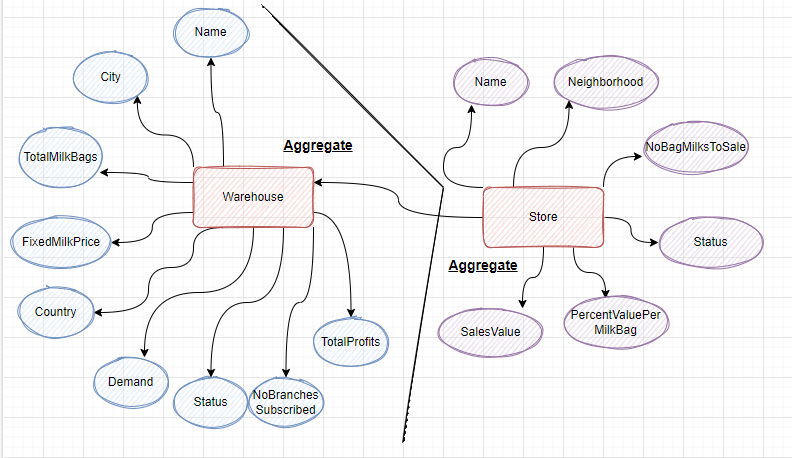 Name
City
Name
Neighborhood
Aggregate
NoBagMilksToSale
TotalMilkBags
Warehouse
Store
FixedMilkPrice
Status
Aggregate
Country
PercentValuePer
MilkBag
SalesValue
TotalProfits
Demand
Status
NoBranches
Subscribed